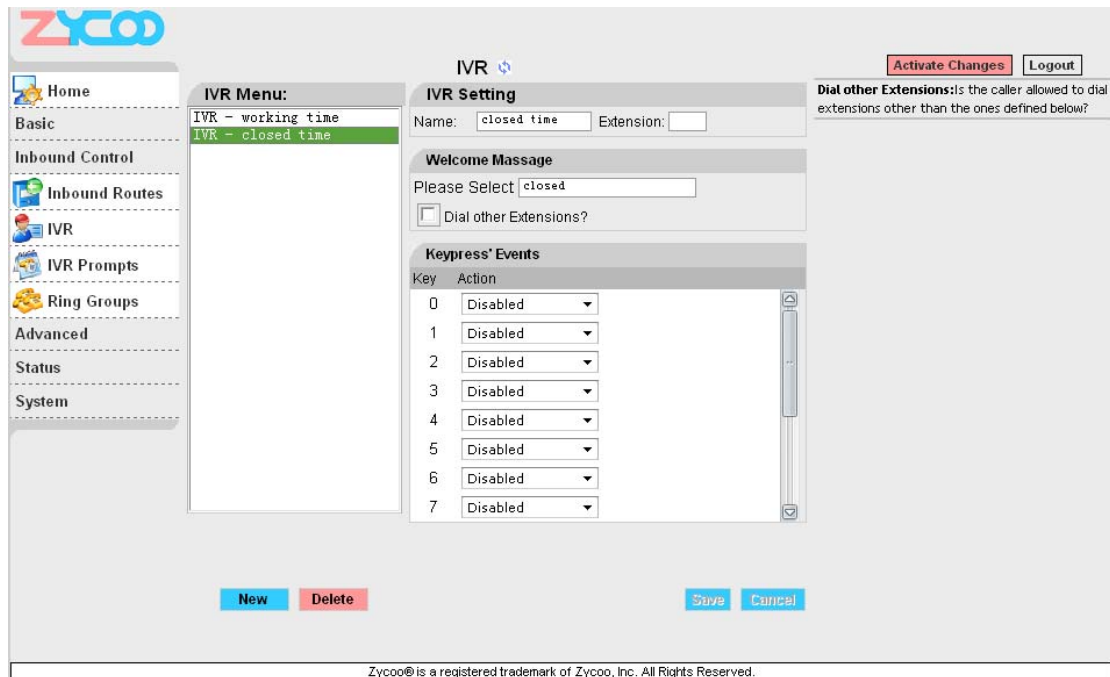 ZYCOO
IVR
Activate Changes
Logout
Home
Basic
Inbound Control
Inbound Routes
IVR
IVR Prompts
Ring Groups
Advanced
Status
System
IVR Menu:
IVR - working time
IVR - closed time
IVR Setting
Name: closed time Extension:
Welcome Massage
Please Select closed
Dial other Extensions?
Keypress' Events
Key Action
0 Disabled
1 Disabled
2 Disabled
3 Disabled
4 Disabled
5 Disabled
6 Disabled
7 Disabled
Dial other Extensions:Is the caller allowed to dial
extensions other than the ones defined below?
New
Delete
Save
Cancel
Zycoo® is a registered trademark of Zycoo, Inc. All Rights Reserved.